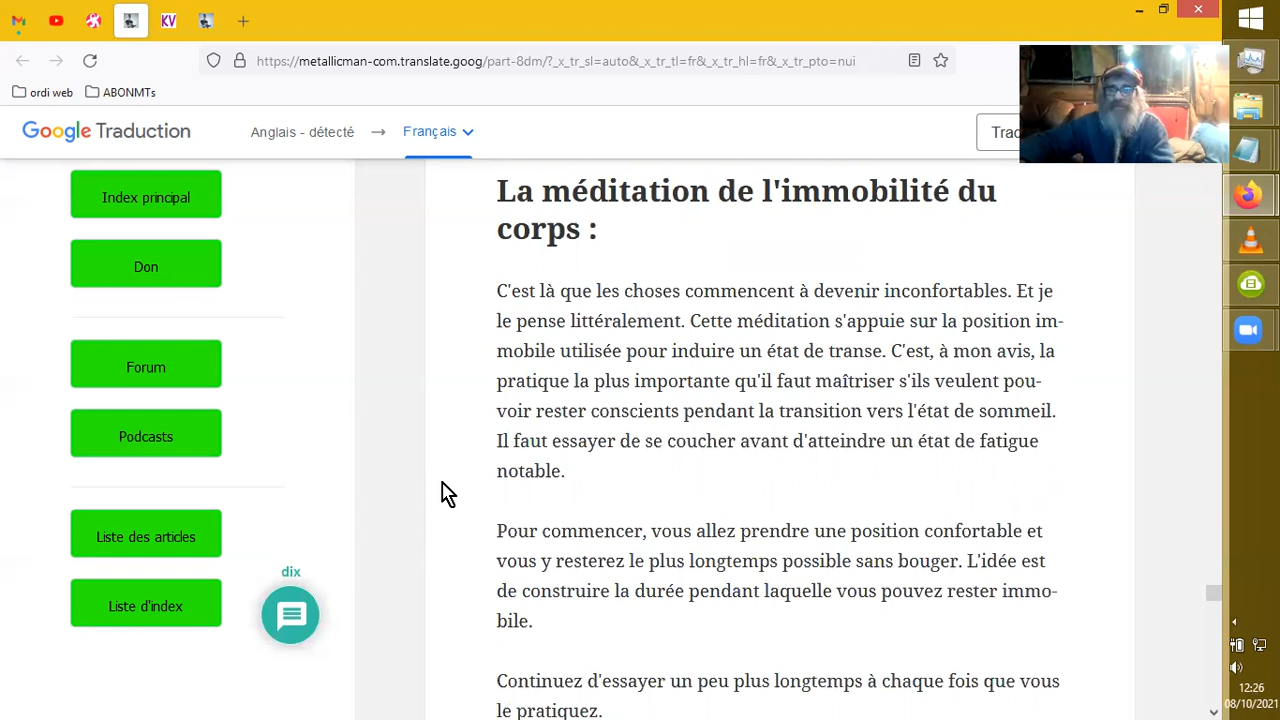 https://metallicman-com.translate.goog/part-8dm/?_x_tr_sl=auto&_x_tr_tl=fr&_x_tr_hl=fr&_x_tr_pto=nui
ordi web
ABONMTs
Google Traduction
Anglais - détecté
Français
Trad
Index principal
Don
Forum
Podcasts
Liste des articles
Liste d'index
dix
La méditation de l'immobilité du
corps :
C'est là que les choses commencent à devenir inconfortables. Et je
le pense littéralement. Cette méditation s'appuie sur la position im-
mobile utilisée pour induire un état de transe. C'est, à mon avis, la
pratique la plus importante qu'il faut maîtriser s'ils veulent pou-
voir rester conscients pendant la transition vers l'état de sommeil.
Il faut essayer de se coucher avant d'atteindre un état de fatigue
notable.
Pour commencer, vous allez prendre une position confortable et
vous y resterez le plus longtemps possible sans bouger. L'idée est
de construire la durée pendant laquelle vous pouvez rester immo-
bile.
Continuez d'essayer un peu plus longtemps à chaque fois que vous
le pratiquez.
KV
12:26
08/10/2021